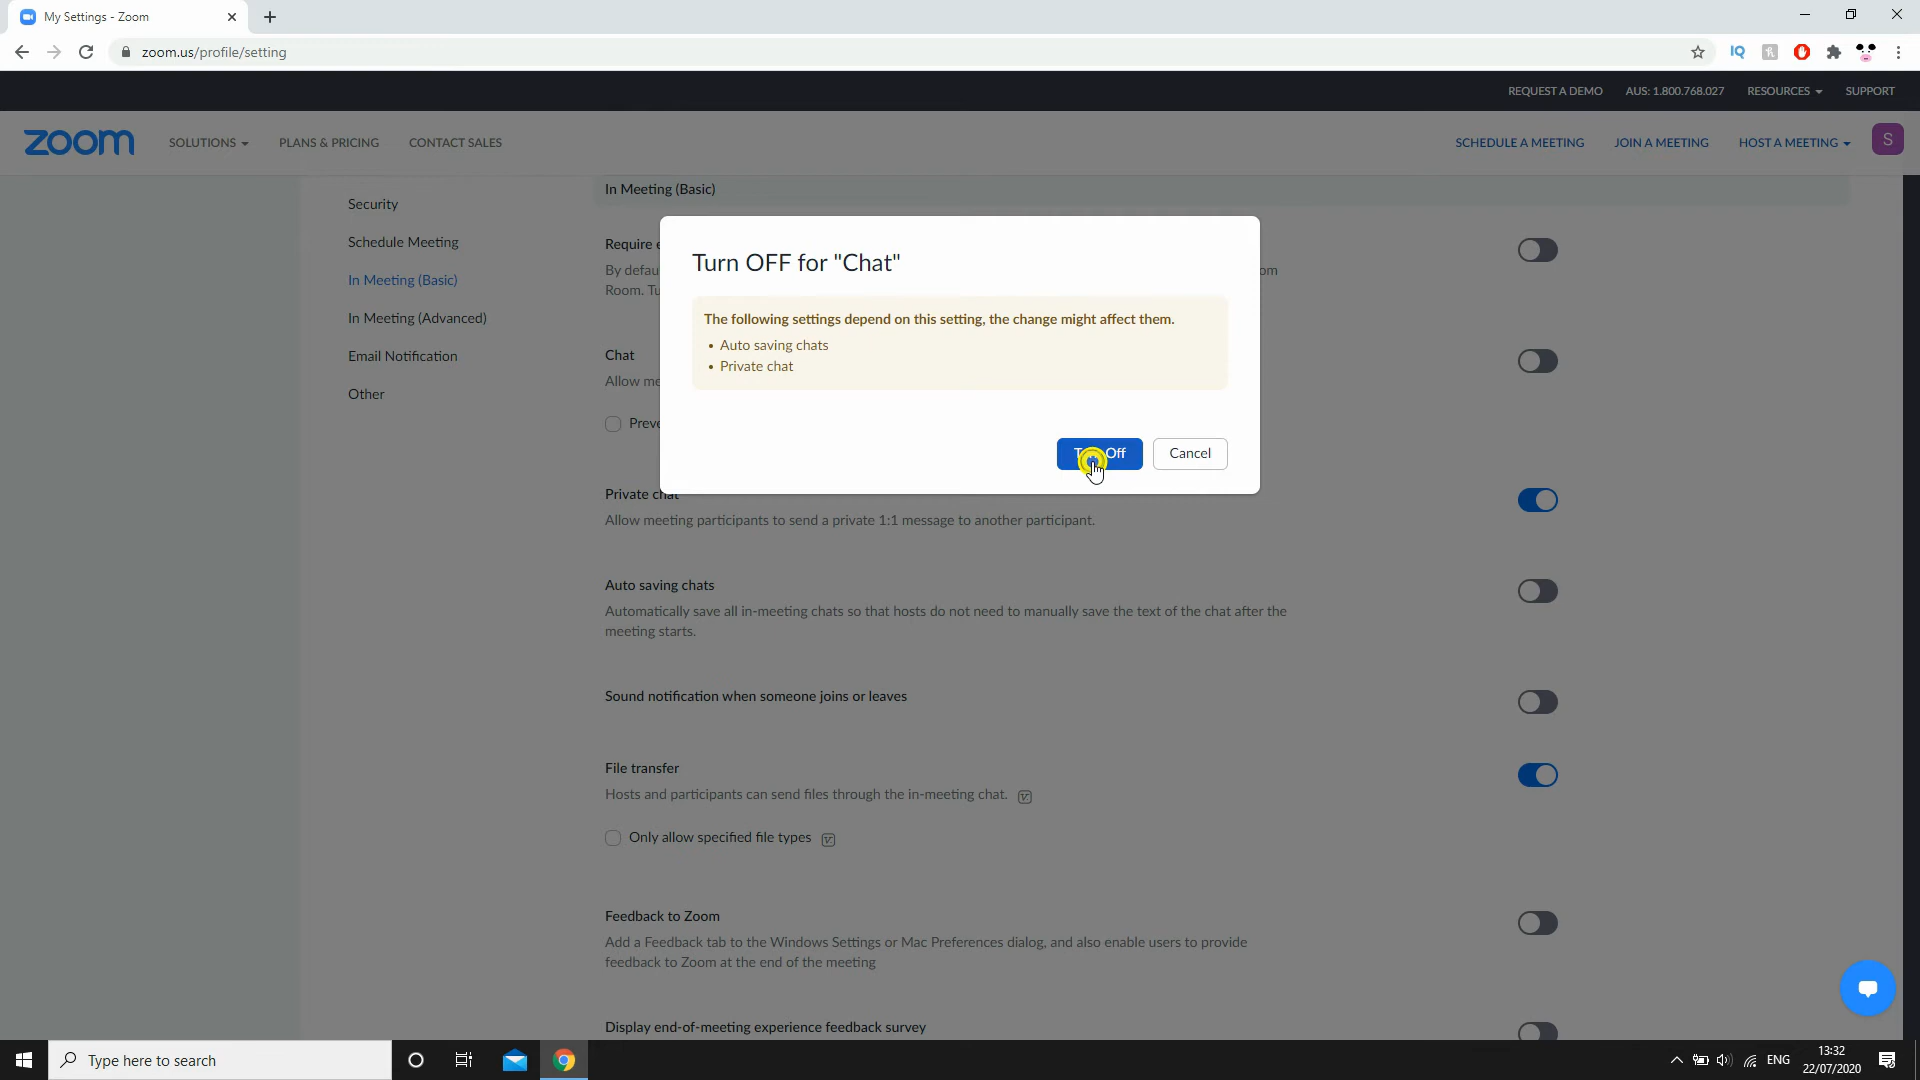 My Settings - Zoom
zoom.us/profile/setting
REQUEST A DEMO AUS: 1.800.768.027 RESOURCES SUPPORT
zoom SOLUTIONS PLANS & PRICING CONTACT SALES SCHEDULE A MEETING JOIN A MEETING HOST A MEETING S
Security
Schedule Meeting
In Meeting (Basic)
In Meeting (Advanced)
Email Notification
Other
In Meeting (Basic)
Require
By
Room.
Chat
Allow
Turn OFF for "Chat"
The following settings depend on this setting, the change might affect them.
• Auto saving chats
• Private chat
Off Cancel
Private chat
Allow meeting participants to send a private 1:1 message to another participant.
Auto saving chats
Automatically save all in-meeting chats so that hosts do not need to manually save the text of the chat after the
meeting starts.
Sound notification when someone joins or leaves
File transfer
Hosts and participants can send files through the in-meeting chat.
Only allow specified file types
Feedback to Zoom
Add a Feedback tab to the Windows Settings or Mac Preferences dialog, and also enable users to provide
feedback to Zoom at the end of the meeting
Display end-of-meeting experience feedback survey
Type here to search
ENG
13:32
22/07/2020